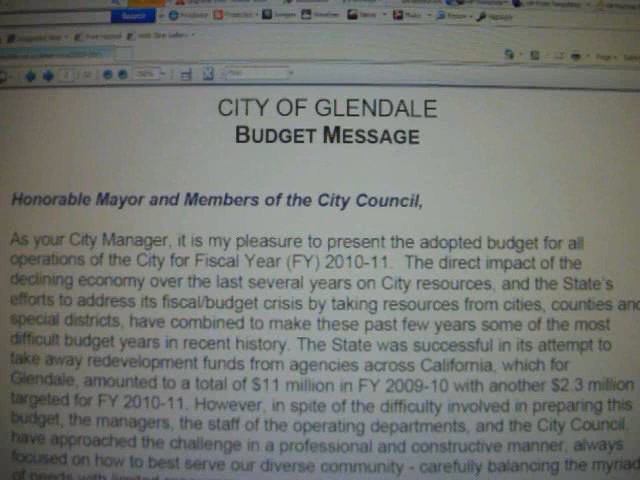 Search
CITY OF GLENDALE
BUDGET MESSAGE
Honorable Mayor and Members of the City Council,
As your City Manager, it is my pleasure to present the adopted budget for all
operations of the City for Fiscal Year (FY) 2010-11. The direct impact of the
declining economy over the last several years on City resources, and the State's
efforts to address its fiscal/budget crisis by taking resources from cities, counties and
special districts, have combined to make these past few years some of the most
difficult budget years in recent history. The State was successful in its attempt to
take away redevelopment funds from agencies across California, which for
Glendale, amounted to a total of $11 million in FY 2009-10 with another $2.3 million
targeted for FY 2010-11. However, in spite of the difficulty involved in preparing this
budget, the managers, the staff of the operating departments, and the City Council,
have approached the challenge in a professional and constructive manner, always
focused on how to best serve our diverse community - carefully balancing the myriad
of needs with limited